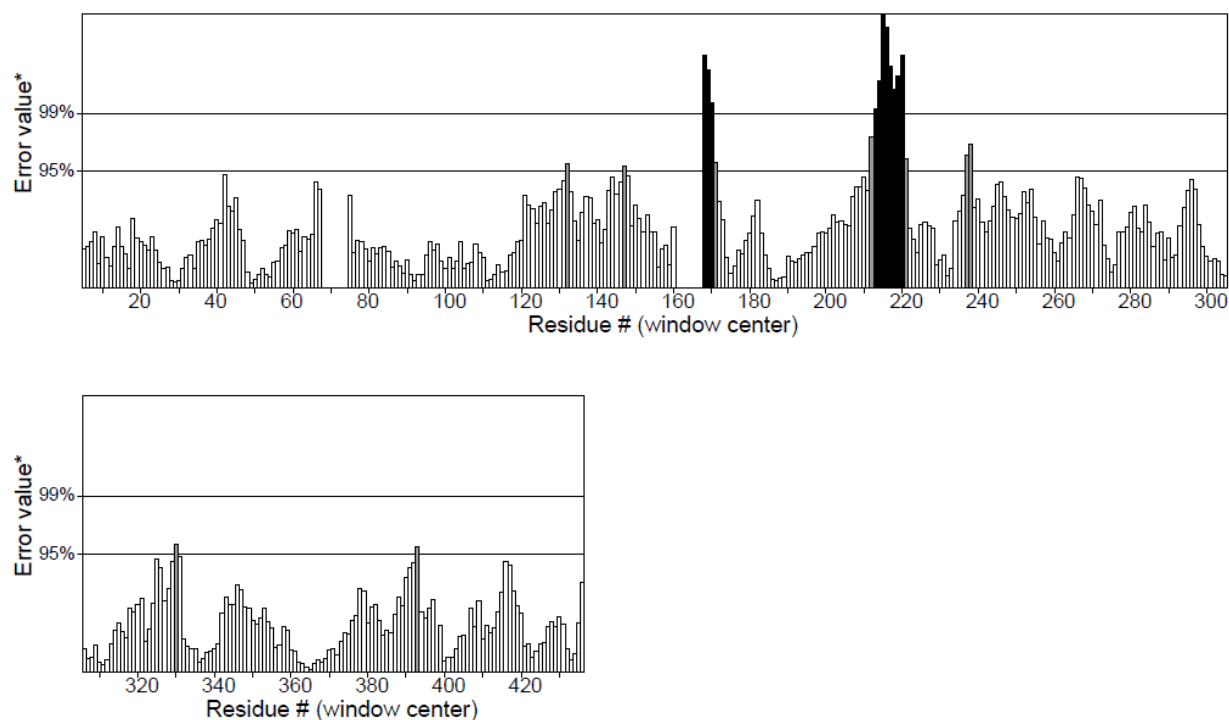 Error value*
99%
95%
20 40 60 80 100 120 140 160 180 200 220 240 260 280 300
Residue # (window center)
Error value*
99%
95%
320 340 360 380 400 420
Residue # (window center)